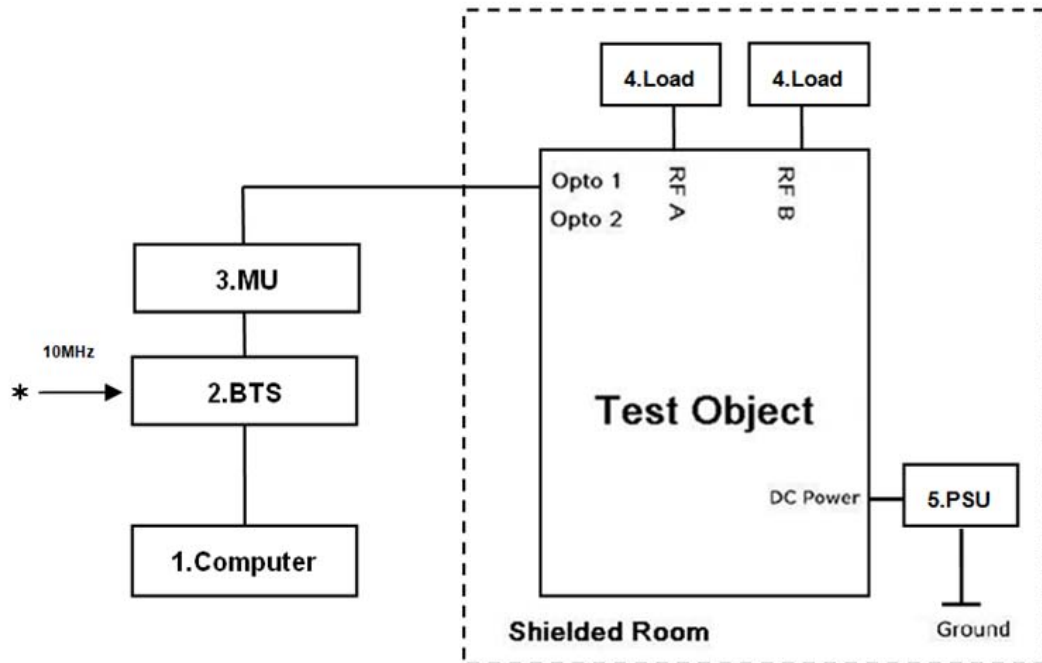 4.Load
4.Load
Opto 1
Opto 2
RF A
RF B
3.MU
10MHz
*
2.BTS
Test Object
DC Power
5.PSU
1.Computer
Shielded Room
Ground